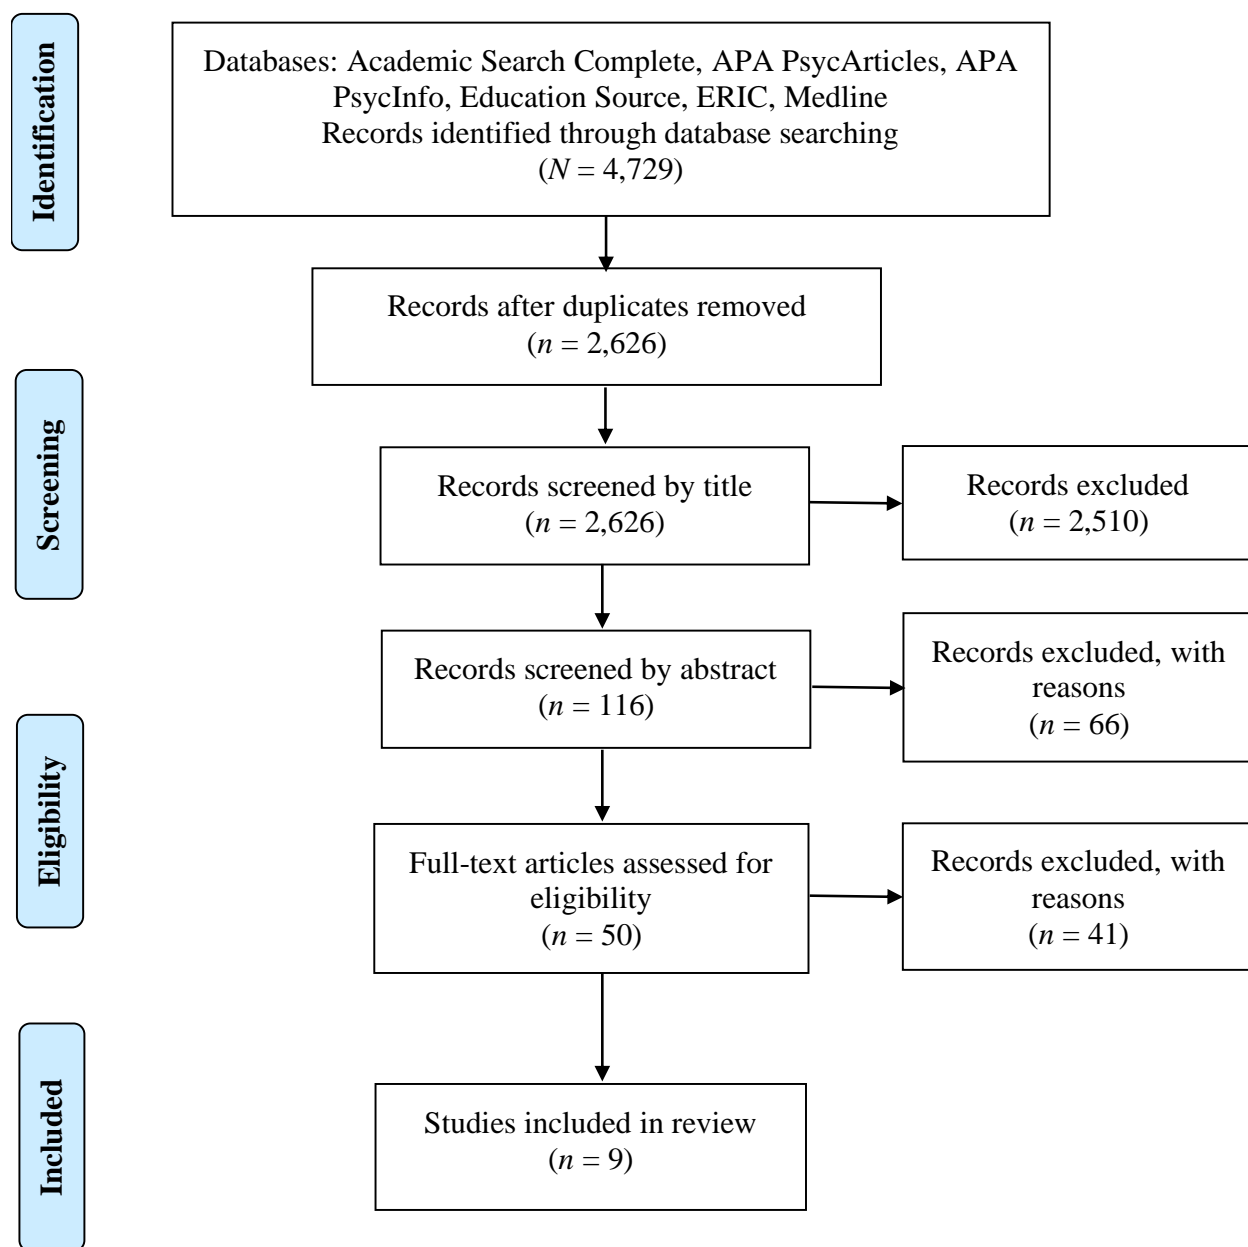 Identification
Databases: Academic Search Complete, APA PsycArticles, APA
PsycInfo, Education Source, ERIC, Medline
Records identified through database searching
(N = 4,729)
Records after duplicates removed
(n = 2,626)
Screening
Records screened by title
(n = 2,626)
Records excluded
(n = 2,510)
Records screened by abstract
(n = 116)
Records excluded, with
reasons
(n = 66)
Eligibility
Full-text articles assessed for
eligibility
(n = 50)
Records excluded, with
reasons
(n = 41)
Included
Studies included in review
(n = 9)